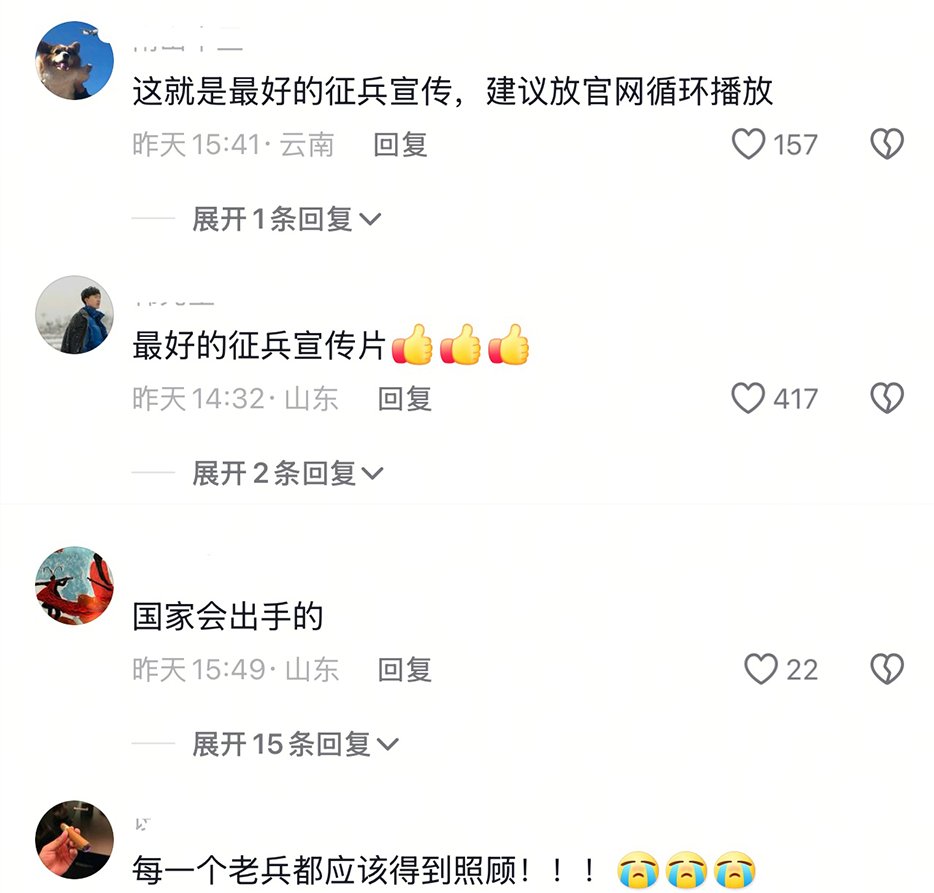 这就是最好的征兵宣传，建议放官网循环播放
昨天 15:41·云南 回复 157
展开1条回复
最好的征兵宣传片👍👍👍
昨天 14:32·山东 回复 417
展开2条回复
国家会出手的
昨天 15:49·山东 回复 22
展开15条回复
每一个老兵都应该得到照顾！！！😭😭😭